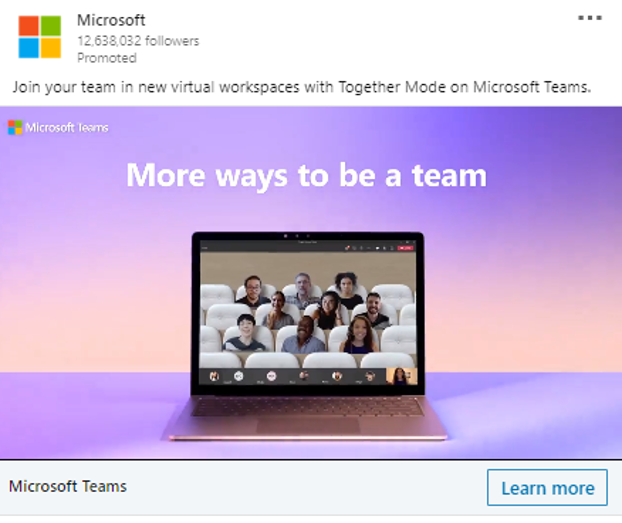 Microsoft
12,638,032 followers
Promoted
Join your team in new virtual workspaces with Together Mode on Microsoft Teams.
Microsoft Teams
More ways to be a team
Microsoft Teams
Learn more